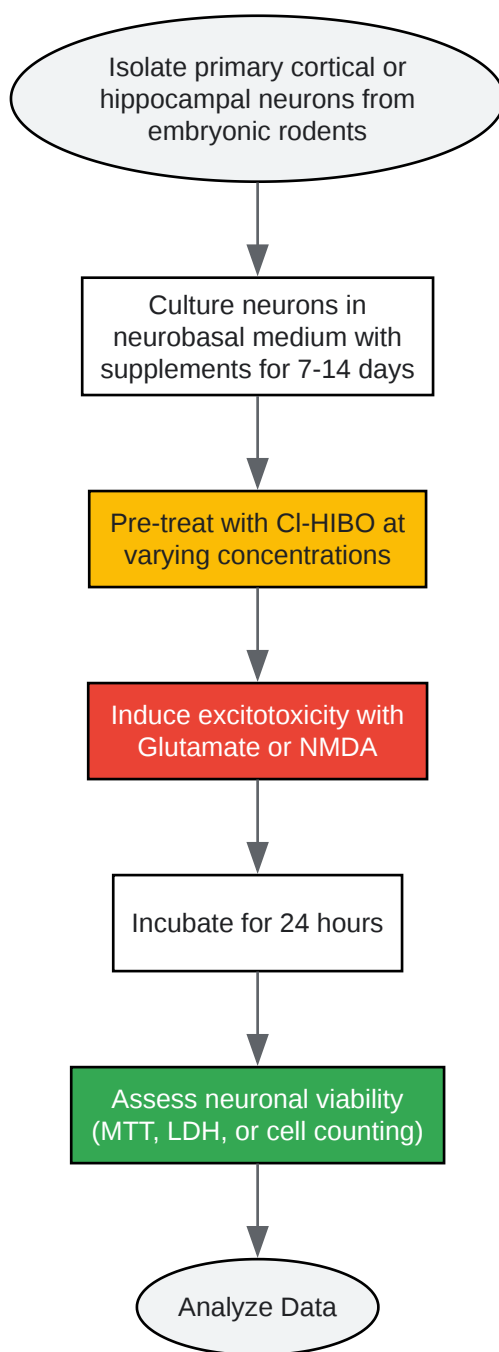 Isolate primary cortical or
hippocampal neurons from
embryonic rodents
Culture neurons in
neurobasal medium with
supplements for 7-14 days
Pre-treat with Cl-HIBO at
varying concentrations
Induce excitotoxicity with
Glutamate or NMDA
Incubate for 24 hours
Assess neuronal viability
(MTT, LDH, or cell counting)
Analyze Data